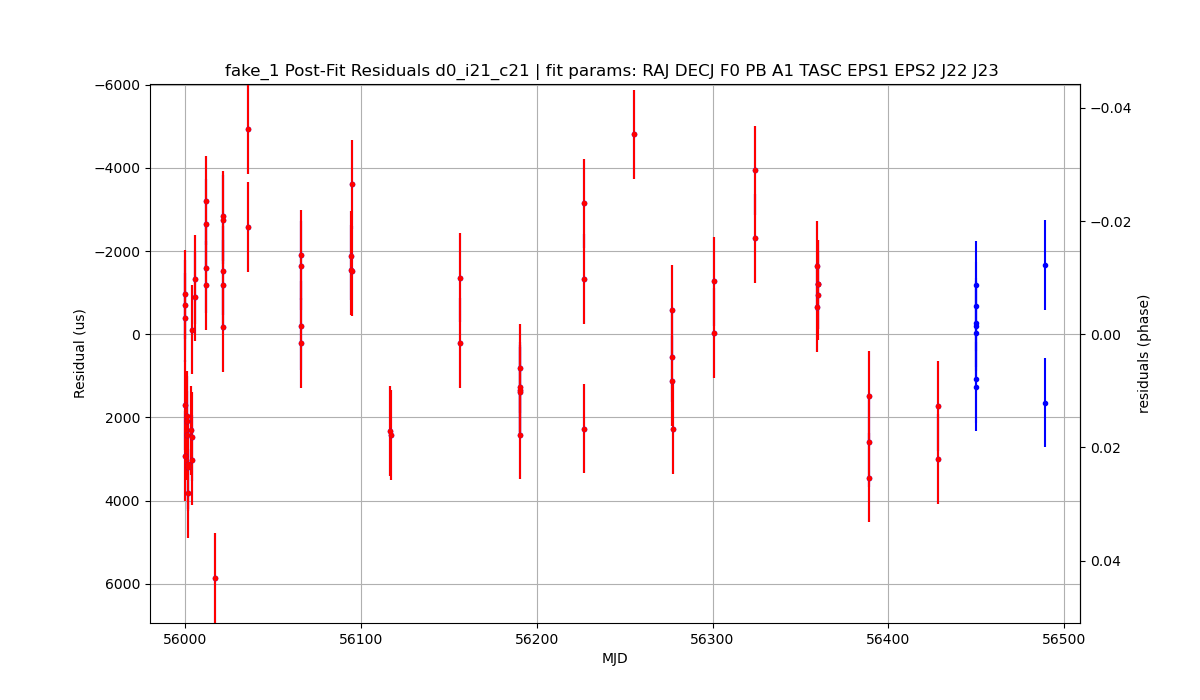 fake_1 Post-Fit Residuals d0_i21_c21 | fit params: RAJ DECJ F0 PB A1 TASC EPS1 EPS2 J22 J23
−6000
−4000
−2000
0
2000
4000
6000
Residual (us)
−0.04
−0.02
0.00
0.02
0.04
residuals (phase)
56000 56100 56200 56300 56400 56500
MJD